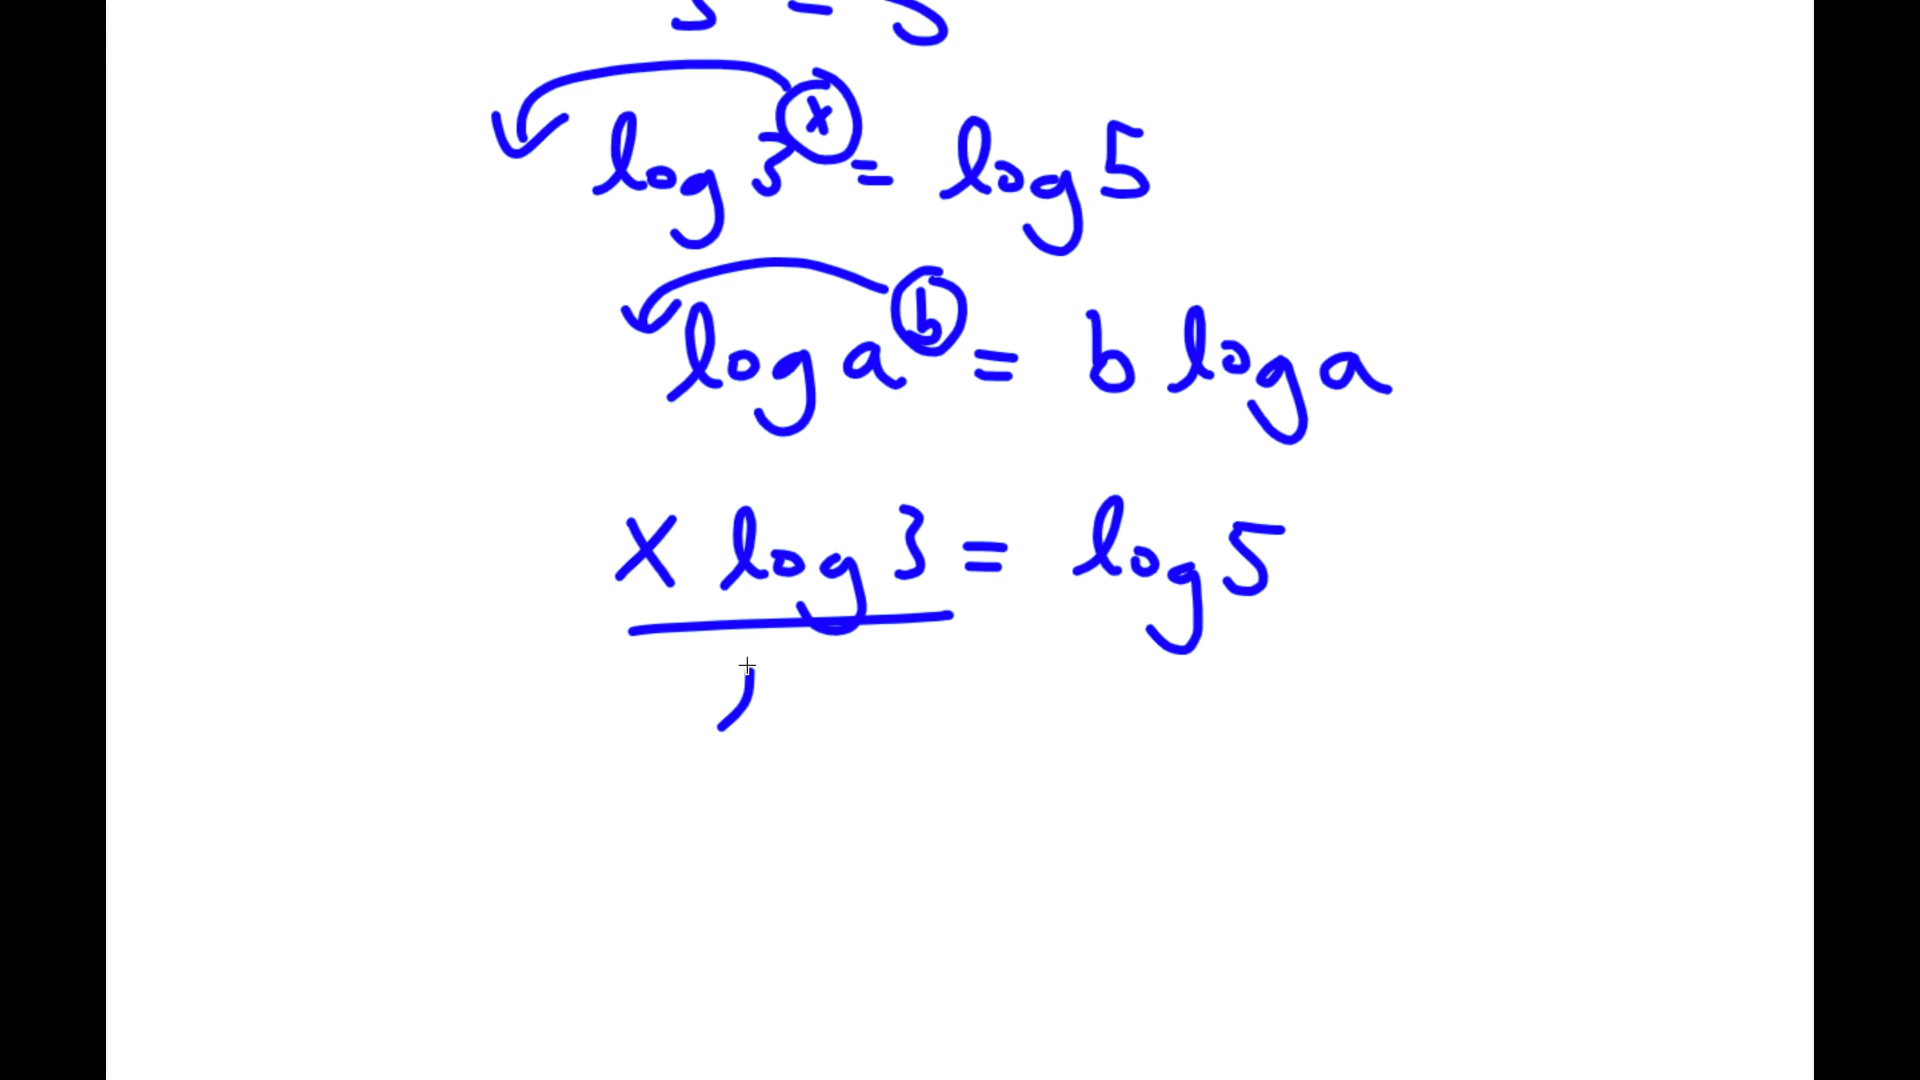 log 3^x = log 5
log a^b = b log a
x log 3 = log 5